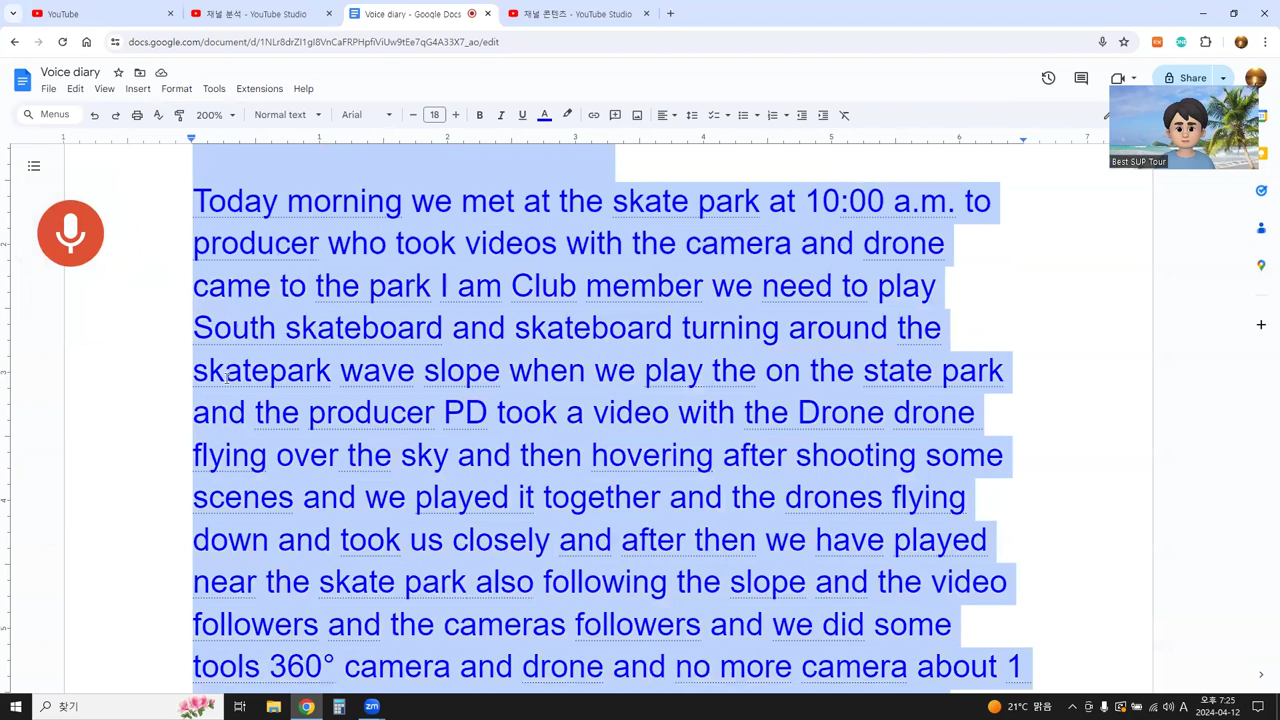 YouTube
채널 분석 - YouTube Studio
Voice diary - Google Docs
채널 콘텐츠 - YouTube Studio
docs.google.com/document/d/1NLr8drZI1gI8VnCaFRPHpfiViUw9tEe7qG4A33X7_ao/edit
Voice diary
File Edit View Insert Format Tools Extensions Help
Share
Menus
200%
Normal text
Arial
18
Best SUP Tour
1 1 2 3 4 5 6 7
Today morning we met at the skate park at 10:00 a.m. to
producer who took videos with the camera and drone
came to the park I am Club member we need to play
South skateboard and skateboard turning around the
skatepark wave slope when we play the on the state park
and the producer PD took a video with the Drone drone
flying over the sky and then hovering after shooting some
scenes and we played it together and the drones flying
down and took us closely and after then we have played
near the skate park also following the slope and the video
followers and the cameras followers and we did some
tools 360° camera and drone and no more camera about 1
찾기
21°C 맑음
A
오후 7:25
2024-04-12